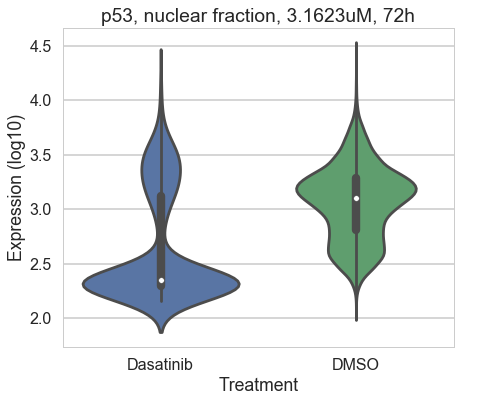 p53, nuclear fraction, 3.1623uM, 72h
Expression (log10)
4.5
4.0
3.5
3.0
2.5
2.0
Dasatinib
DMSO
Treatment